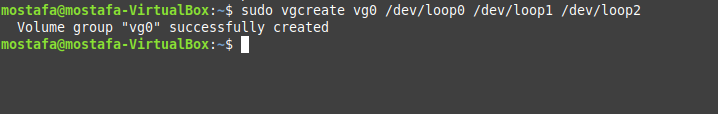 mostafa@mostafa-VirtualBox:~$ sudo vgcreate vg0 /dev/loop0 /dev/loop1 /dev/loop2
  Volume group "vg0" successfully created
mostafa@mostafa-VirtualBox:~$